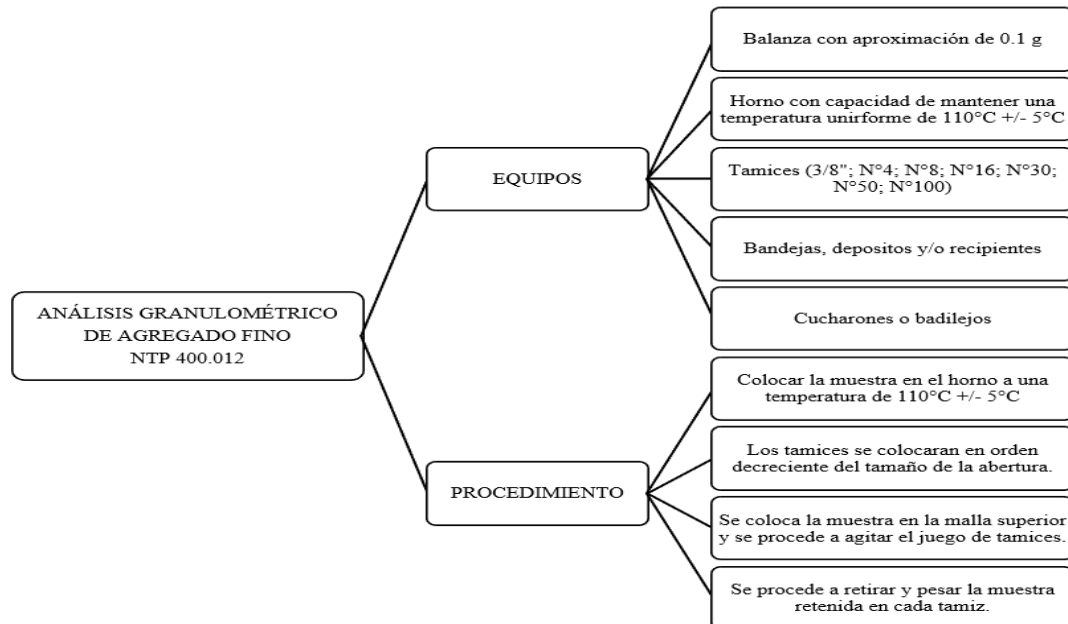 ANÁLISIS GRANULOMÉTRICO
DE AGREGADO FINO
NTP 400.012
EQUIPOS
Balanza con aproximación de 0.1 g
Horno con capacidad de mantener una
temperatura unirforme de 110°C +/- 5°C
Tamices (3/8"; N°4; N°8; N°16; N°30;
N°50; N°100)
Bandejas, depositos y/o recipientes
Cucharones o badilejos
PROCEDIMIENTO
Colocar la muestra en el horno a una
temperatura de 110°C +/- 5°C
Los tamices se colocaran en orden
decreciente del tamaño de la abertura.
Se coloca la muestra en la malla superior
y se procede a agitar el juego de tamices.
Se procede a retirar y pesar la muestra
retenida en cada tamiz.